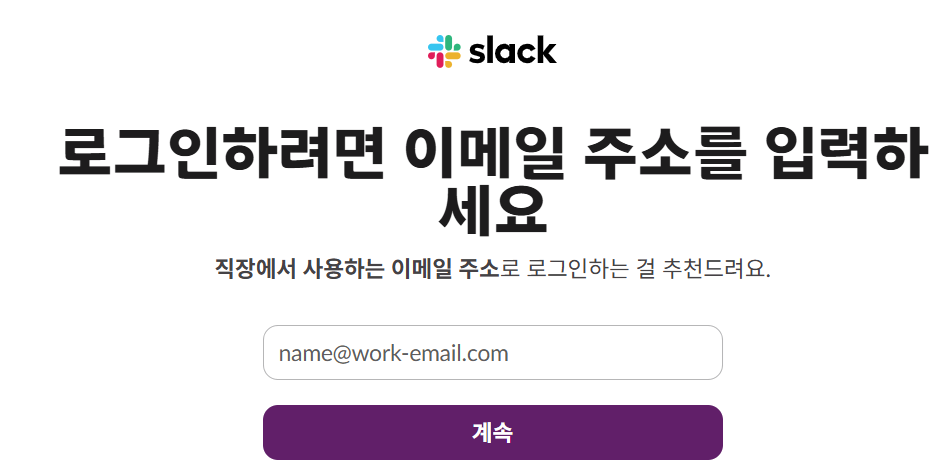 slack
로그인하려면 이메일 주소를 입력하
세요
직장에서 사용하는 이메일 주소로 로그인하는 걸 추천드려요.
name@work-email.com
계속